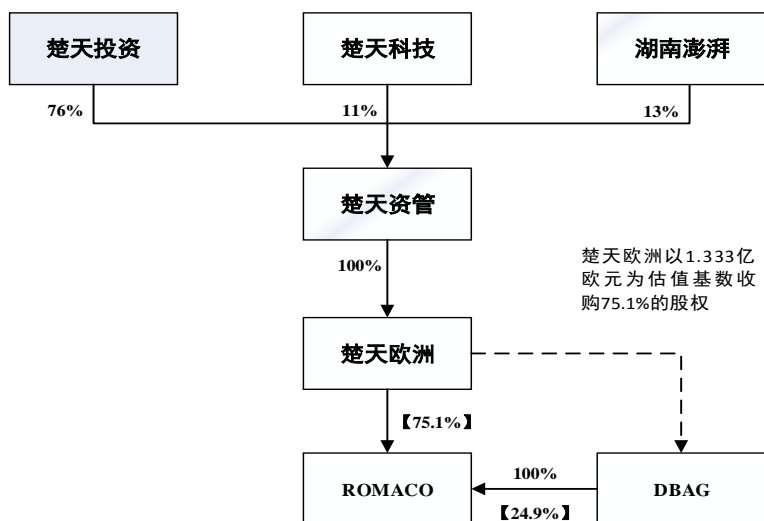 楚天投资
楚天科技
湖南澎湃
76%
11%
13%
楚天资管
100%
楚天欧洲以1.333亿
欧元为估值基数收
购75.1%的股权
楚天欧洲
【75.1%】
ROMACO
100%
【24.9%】
DBAG